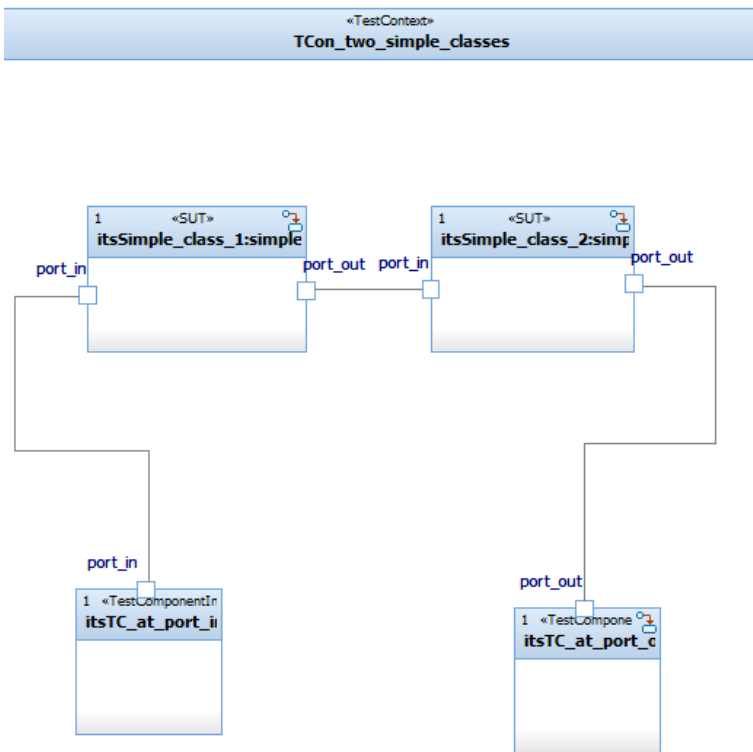 «TestContext»
TCon_two_simple_classes
1 «SUT»
itsSimple_class_1:simple
1 «SUT»
itsSimple_class_2:simp
port_in
port_out
port_in
port_out
port_in
1 «TestComponentIn
itsTC_at_port_i
port_out
1 «TestCompone
itsTC_at_port_o